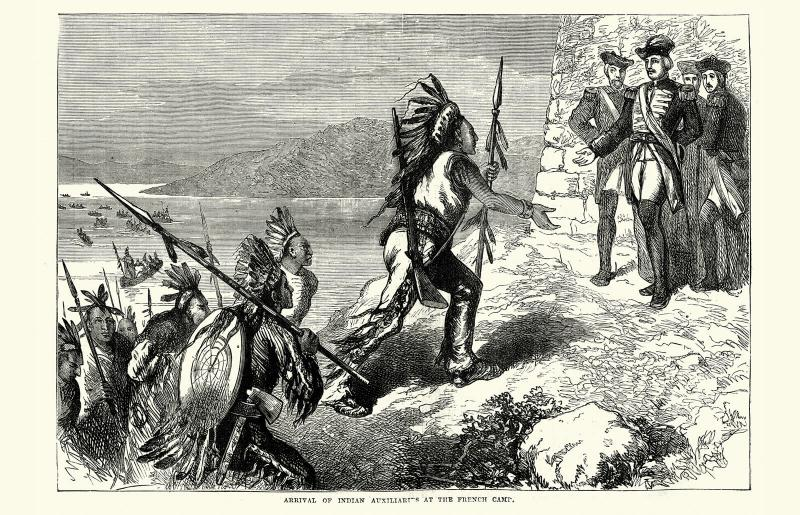 ARRIVAL OF INDIAN AUXILIARIES AT THE FRENCH CAMP.